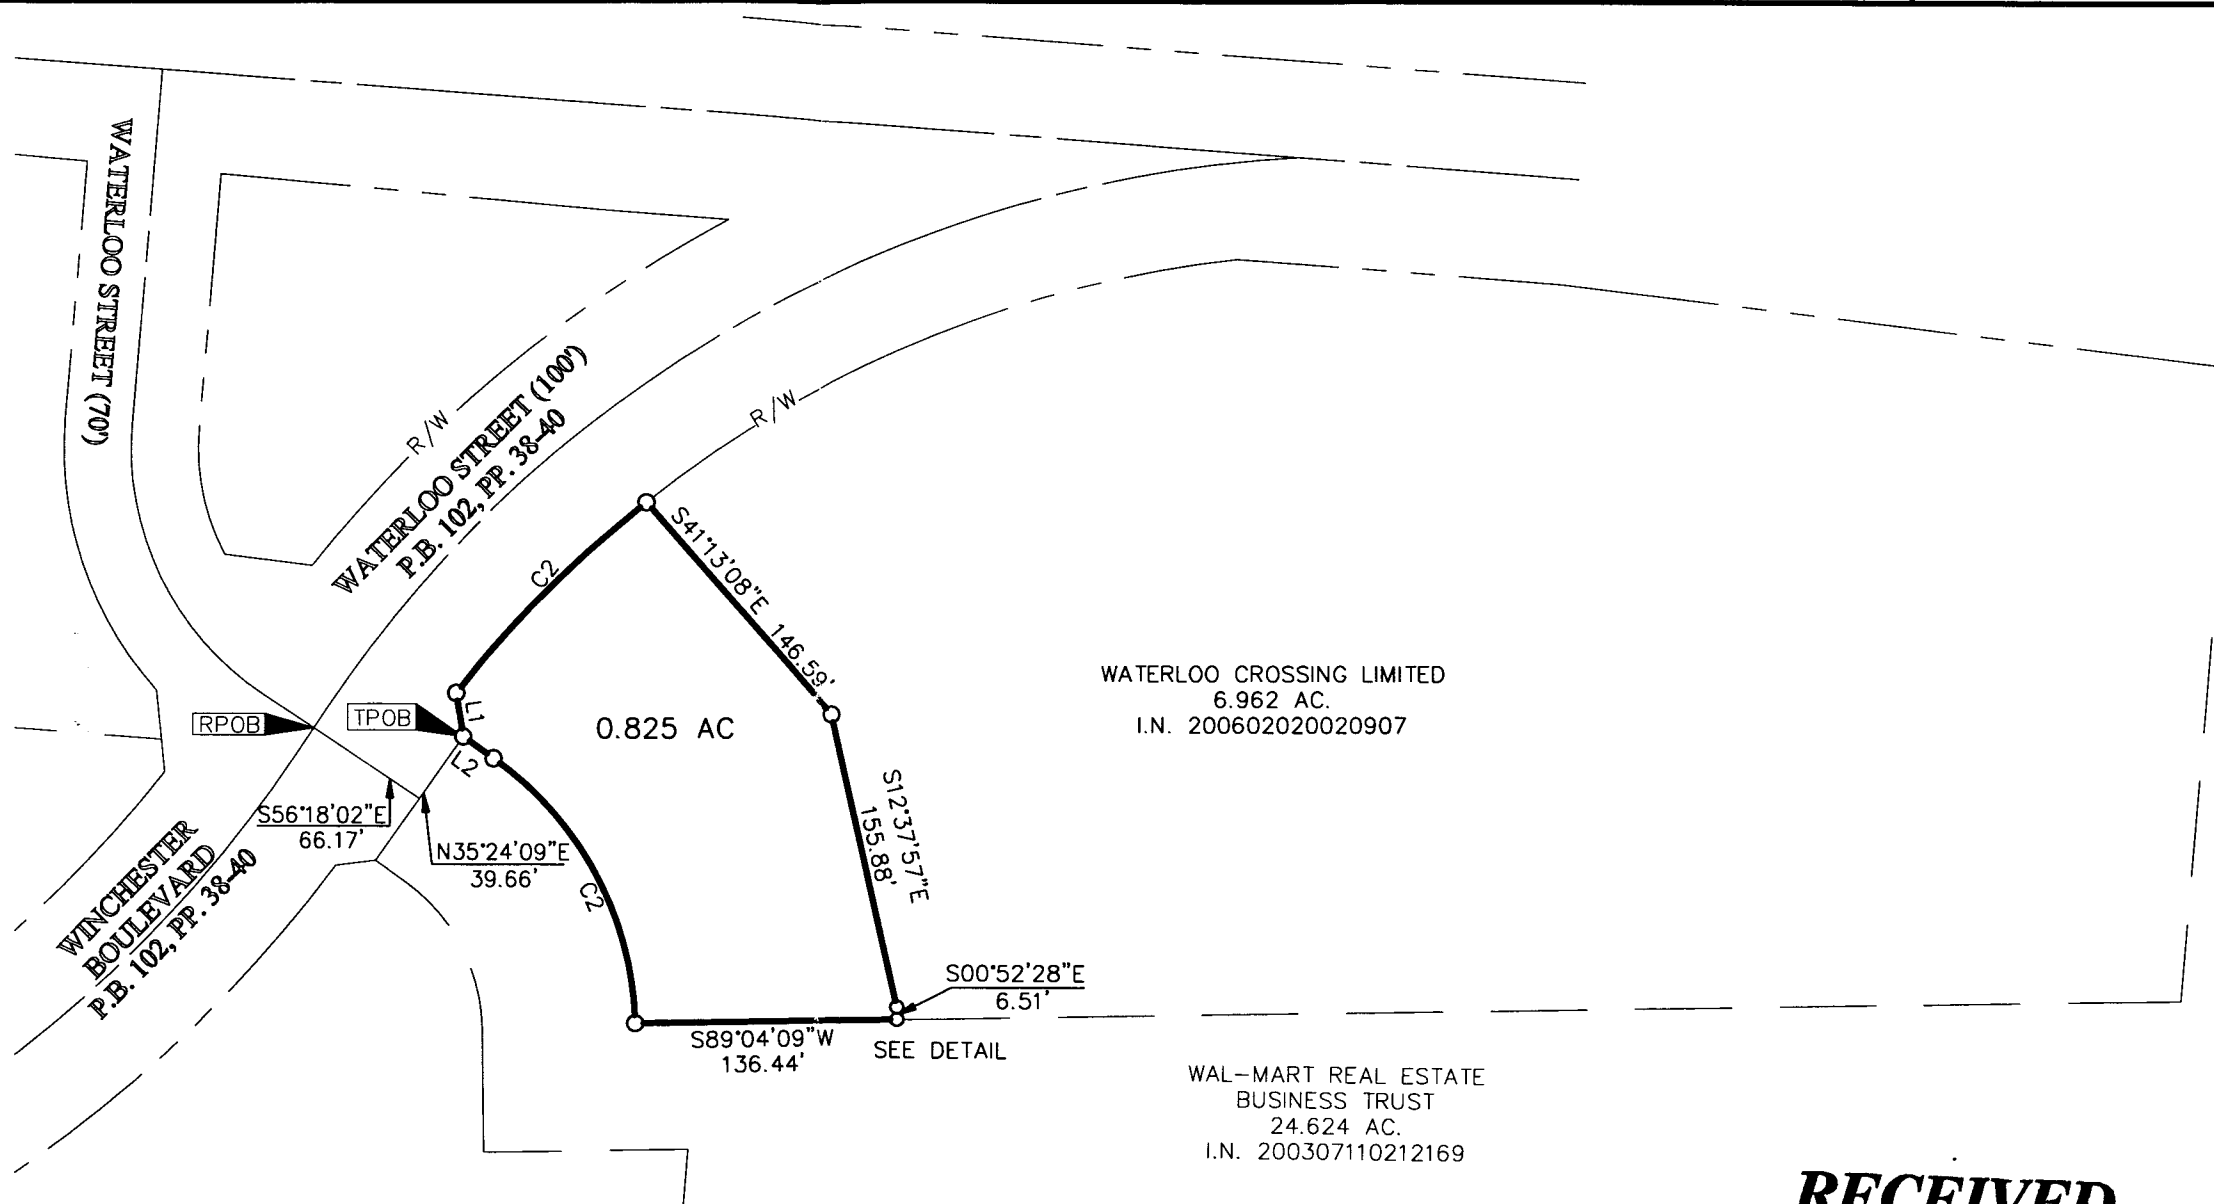 WATERLOO STREET (70')
R/W
WATERLOO STREET (100')
P.B. 102, PP. 38-40
R/W
C2
S41°13'08"E 146.59'
L1
RPOB
TPOB
0.825 AC
L2
WATERLOO CROSSING LIMITED
6.962 AC.
I.N. 200602020020907
S56°18'02"E
66.17'
N35°24'09"E
39.66'
C2
S12°37'57"E
155.88'
WINCHESTER
BOULEVARD
P.B. 102, PP. 38-40
S00°52'28"E
6.51'
S89°04'09"W
136.44'
SEE DETAIL
WAL-MART REAL ESTATE
BUSINESS TRUST
24.624 AC.
I.N. 200307110212169
RECEIVED